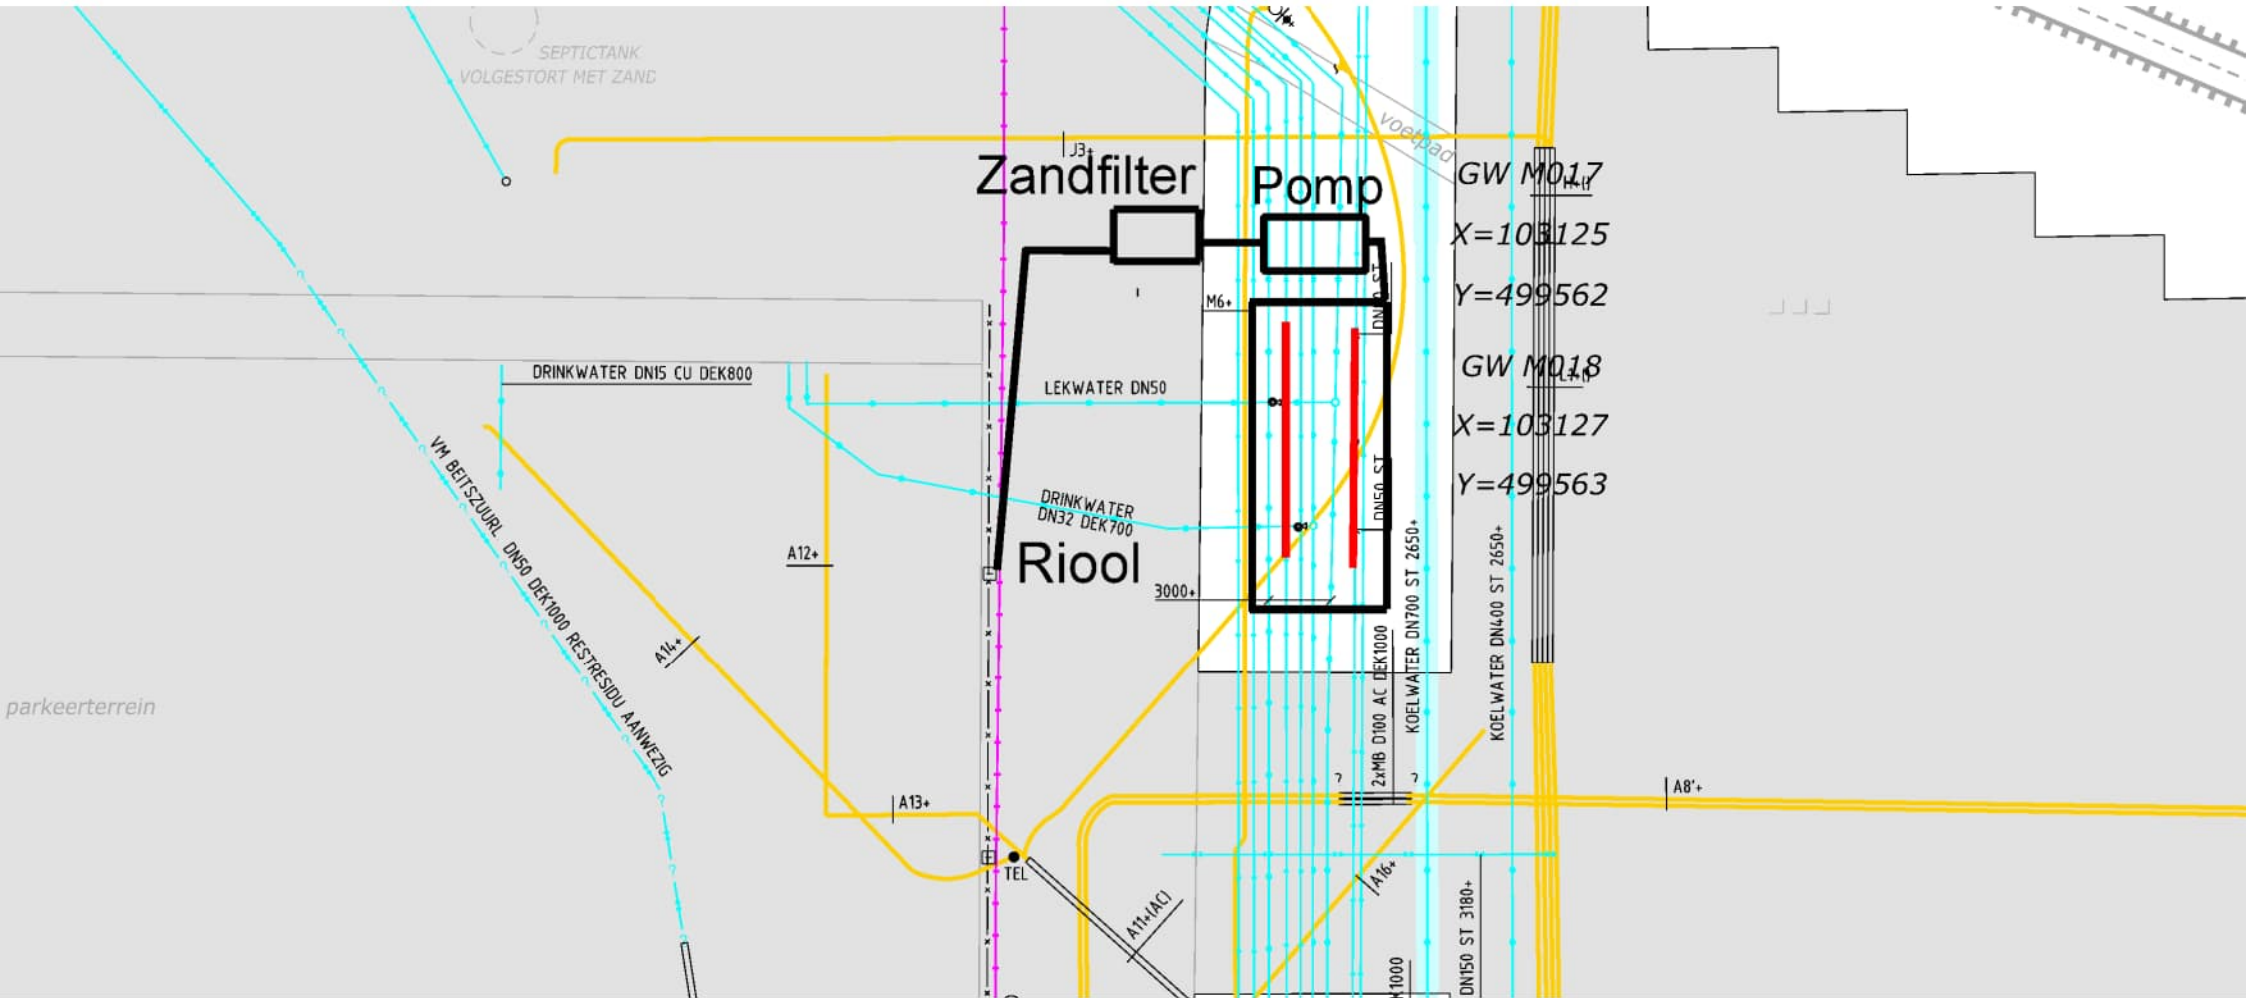 SEPTICTANK
VOLGESTORT MET ZAND
voetpad
J3+
Zandfilter
Pomp
GW M017
X=103125
Y=499562
M6+
GW M018
X=103127
Y=499563
DRINKWATER DN15 CU DEK800
LEKWATER DN50
DRINKWATER
DN32 DEK700
DN50 ST
VM BEITSZUURL DN50 DEK1000 RESTRESIDU AANWEZIG
A12+
Riool
3000+
KOELWATER DN700 ST 2650+
KOELWATER DN400 ST 2650+
A14+
2xMB D100 AC DEK1000
parkeerterrein
?
?
A13+
A8'+
TEL
A16+
A11+(AC)
DN150 ST 3180+